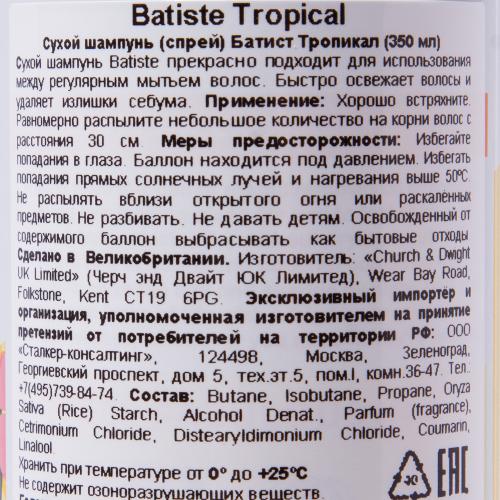 Batiste Tropical
Сухой шампунь (спрей) Батист Тропикал (350 мл)
Сухой шампунь Batiste прекрасно подходит для использования
между регулярным мытьем волос. Быстро освежает волосы и
удаляет излишки себума. Применение: Хорошо встряхните.
Равномерно распылите небольшое количество на корни волос с
расстояния 30 см. Меры предосторожности: Избегайте
попадания в глаза. Баллон находится под давлением. Избегать
попадания прямых солнечных лучей и нагревания выше 50°С.
Не распылять вблизи открытого огня или раскалённых
предметов. Не разбивать. Не давать детям. Освобожденный от
содержимого баллон выбрасывать как бытовые отходы.
Сделано в Великобритании. Изготовитель: «Church & Dwight
UK Limited» (Черч энд Двайт ЮК Лимитед), Wear Bay Road,
Folkstone, Kent CT19 6PG. Эксклюзивный импортёр и
организация, уполномоченная изготовителем на принятие
претензий от потребителей на территории РФ: ООО
«Сталкер-консалтинг», 124498, Москва, Зеленоград,
Георгиевский проспект, дом 5, тех.эт.5, пом.I, комн.36-47. Тел.:
+7(495)739-84-74. Состав: Butane, Isobutane, Propane, Oryza
Sativa (Rice) Starch, Alcohol Denat., Parfum (fragrance),
Cetrimonium Chloride, Distearyldimonium Chloride, Coumarin,
Linalool
Хранить при температуре от 0° до +25°С
Не содержит озоноразрушающих веществ.
EAC